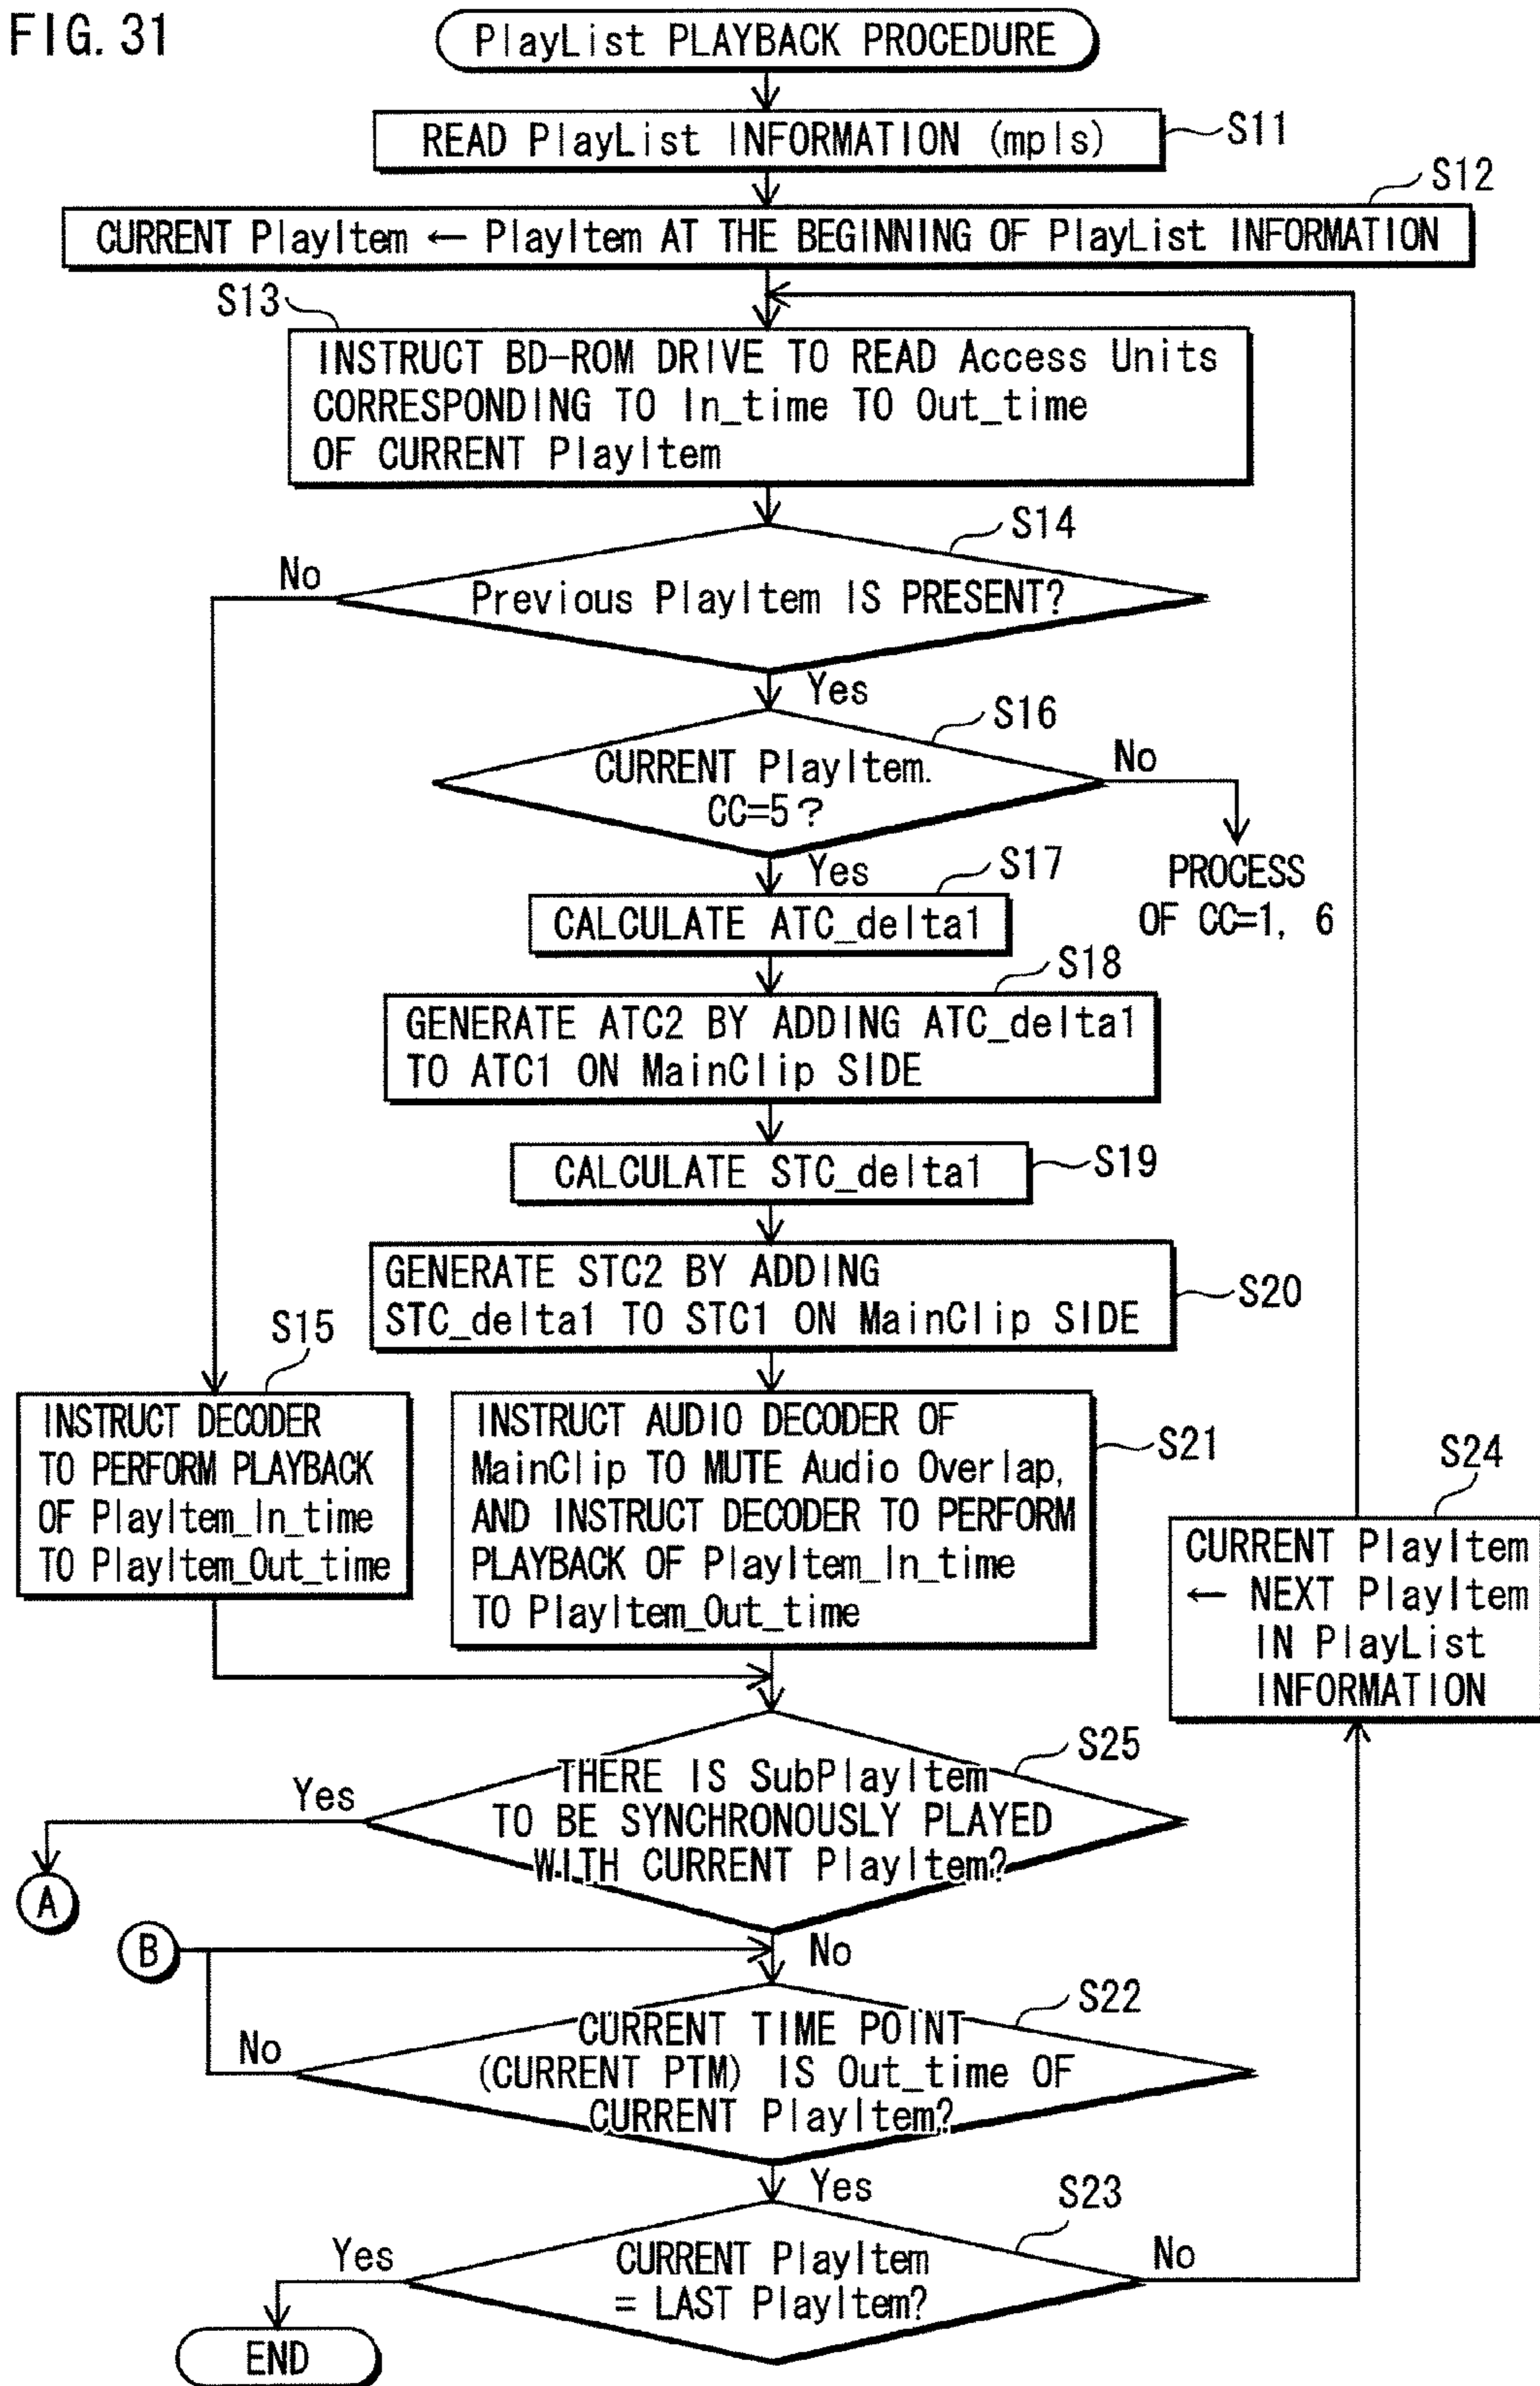 FIG. 31
PlayList PLAYBACK PROCEDURE
READ PlayList INFORMATION (mpls)
S11
S12
CURRENT PlayItem ← PlayItem AT THE BEGINNING OF PlayList INFORMATION
S13
INSTRUCT BD-ROM DRIVE TO READ Access Units
CORRESPONDING TO In_time TO Out_time
OF CURRENT PlayItem
S14
No
Previous PlayItem IS PRESENT?
Yes
S16
CURRENT PlayItem.
CC=5?
No
PROCESS
OF CC=1, 6
Yes
S17
CALCULATE ATC_delta1
S18
GENERATE ATC2 BY ADDING ATC_delta1
TO ATC1 ON MainClip SIDE
CALCULATE STC_delta1
S19
GENERATE STC2 BY ADDING
STC_delta1 TO STC1 ON MainClip SIDE
S20
S15
INSTRUCT DECODER
TO PERFORM PLAYBACK
OF PlayItem_In_time
TO PlayItem_Out_time
INSTRUCT AUDIO DECODER OF
MainClip TO MUTE Audio Overlap,
AND INSTRUCT DECODER TO PERFORM
PLAYBACK OF PlayItem_In_time
TO PlayItem_Out_time
S21
S24
CURRENT PlayItem
← NEXT PlayItem
IN PlayList
INFORMATION
S25
Yes
THERE IS SubPlayItem
TO BE SYNCHRONOUSLY PLAYED
WITH CURRENT PlayItem?
A
B
No
S22
No
CURRENT TIME POINT
(CURRENT PTM) IS Out_time OF
CURRENT PlayItem?
Yes
S23
Yes
CURRENT PlayItem
= LAST PlayItem?
No
END